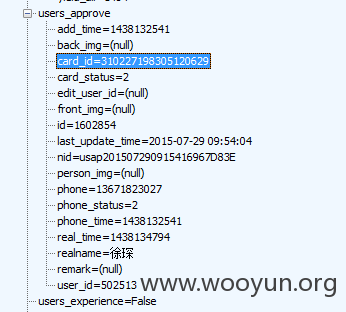 users_approve
add_time=1438132541
back_img=(null)
card_id=310227198305120629
card_status=2
edit_user_id=(null)
front_img=(null)
id=1602854
last_update_time=2015-07-29 09:54:04
nid=usap201507290915416967D83E
person_img=(null)
phone=13671823027
phone_status=2
phone_time=1438132541
real_time=1438134794
realname=徐琛
remark=(null)
user_id=502513
www.wooyun.org
users_experience=False